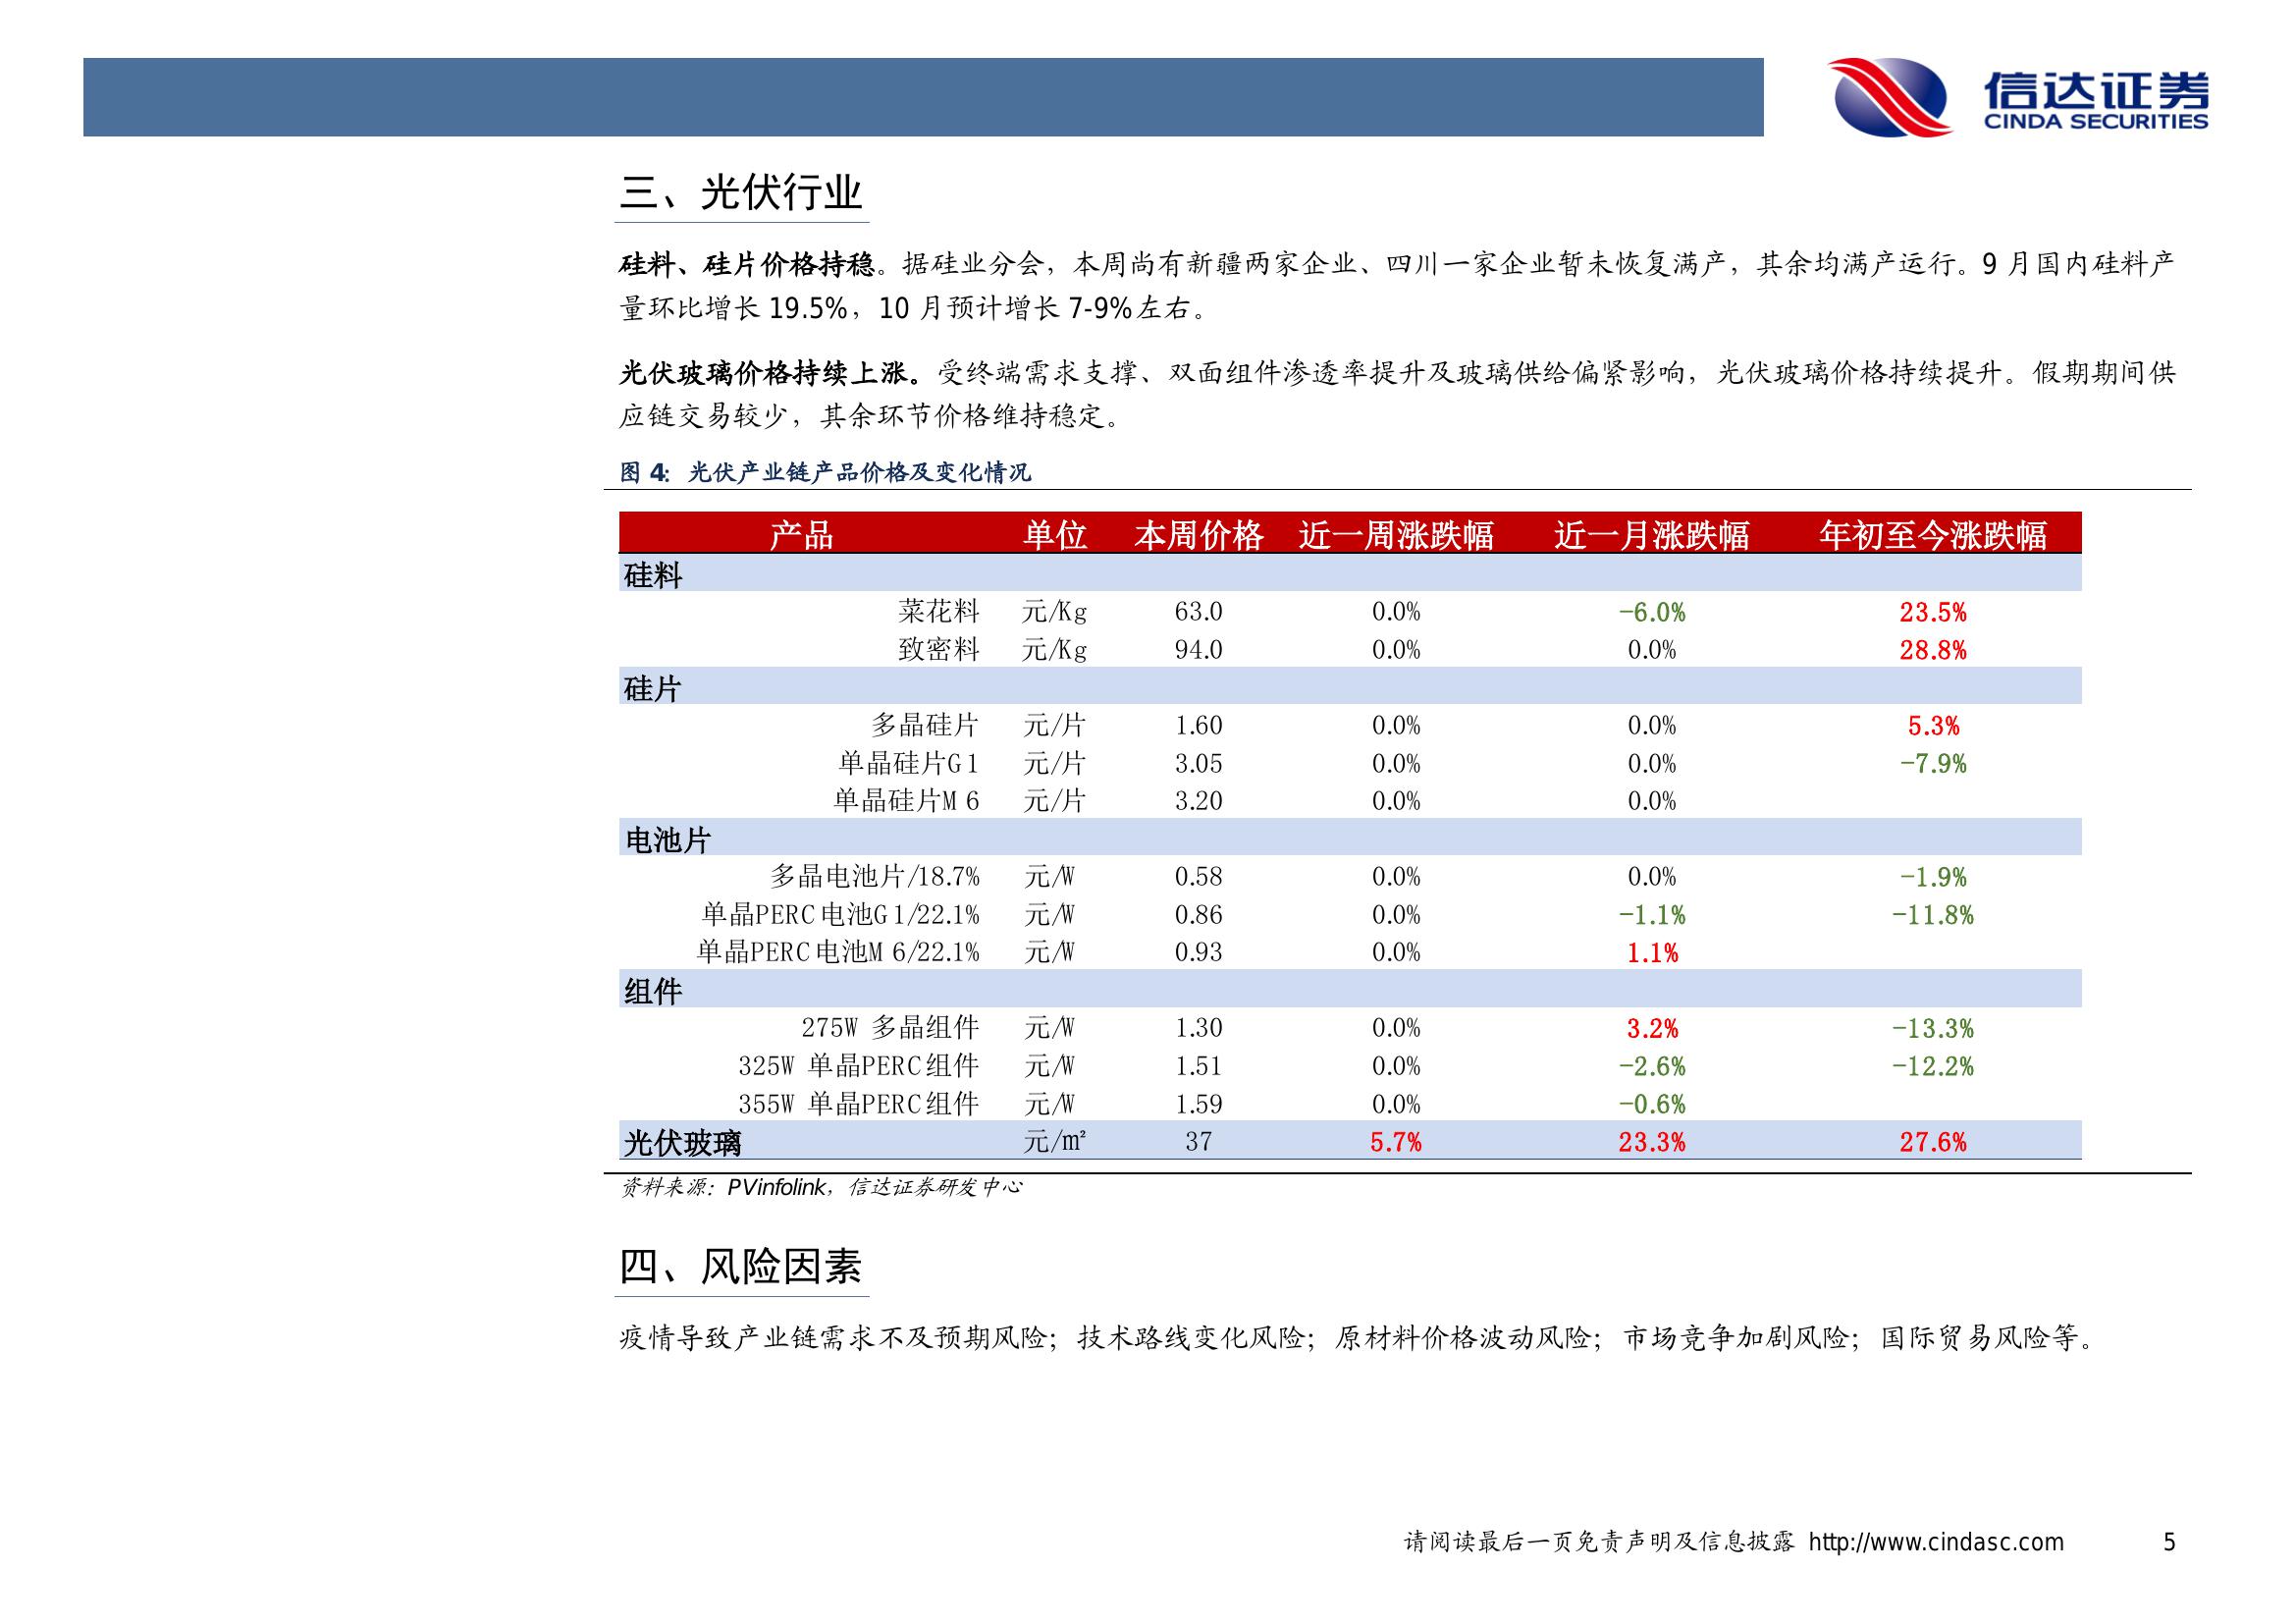 信达证券
CINDA SECURITIES
三、光伏行业
硅料、硅片价格持稳。据硅业分会，本周尚有新疆两家企业、四川一家企业暂未恢复满产，其余均满产运行。9 月国内硅料产
量环比增长 19.5%，10 月预计增长 7-9%左右。
光伏玻璃价格持续上涨。受终端需求支撑、双面组件渗透率提升及玻璃供给偏紧影响，光伏玻璃价格持续提升。假期期间供
应链交易较少，其余环节价格维持稳定。
图 4: 光伏产业链产品价格及变化情况
产品 单位 本周价格 近一周涨跌幅 近一月涨跌幅 年初至今涨跌幅
硅料
菜花料 元/Kg 63.0 0.0% -6.0% 23.5%
致密料 元/Kg 94.0 0.0% 0.0% 28.8%
硅片
多晶硅片 元/片 1.60 0.0% 0.0% 5.3%
单晶硅片G1 元/片 3.05 0.0% 0.0% -7.9%
单晶硅片M6 元/片 3.20 0.0% 0.0%
电池片
多晶电池片/18.7% 元/W 0.58 0.0% 0.0% -1.9%
单晶PERC电池G1/22.1% 元/W 0.86 0.0% -1.1% -11.8%
单晶PERC电池M6/22.1% 元/W 0.93 0.0% 1.1%
组件
275W 多晶组件 元/W 1.30 0.0% 3.2% -13.3%
325W 单晶PERC组件 元/W 1.51 0.0% -2.6% -12.2%
355W 单晶PERC组件 元/W 1.59 0.0% -0.6%
光伏玻璃 元/㎡ 37 5.7% 23.3% 27.6%
资料来源：PVinfolink，信达证券研发中心
四、风险因素
疫情导致产业链需求不及预期风险；技术路线变化风险；原材料价格波动风险；市场竞争加剧风险；国际贸易风险等。
请阅读最后一页免责声明及信息披露 http://www.cindasc.com 5